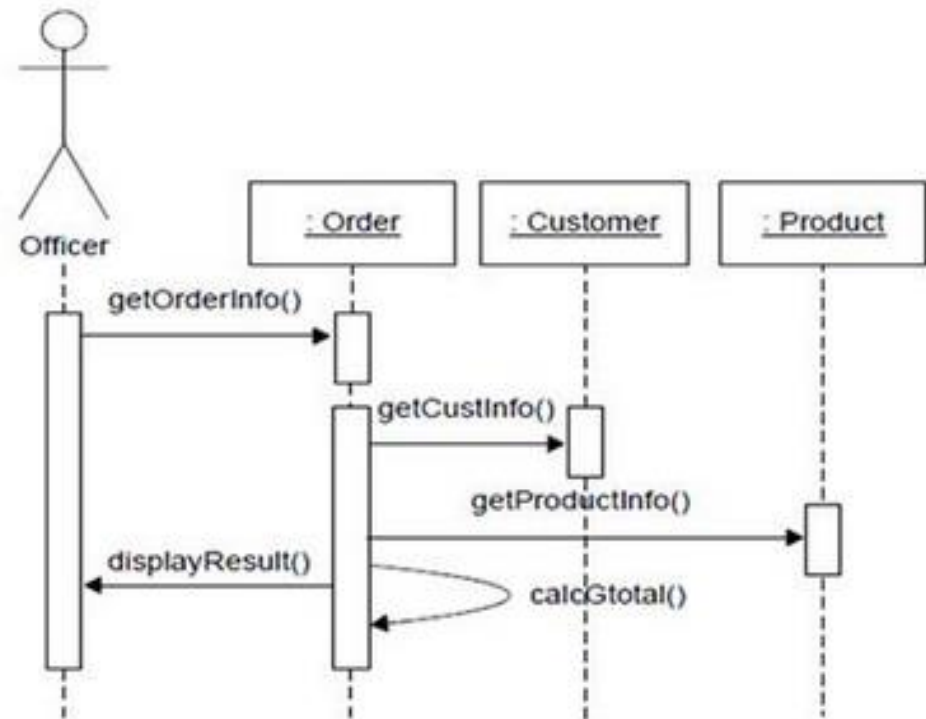 Officer
: Order
: Customer
: Product
getOrderInfo()
getCustInfo()
getProductInfo()
displayResult()
calcGtotal()